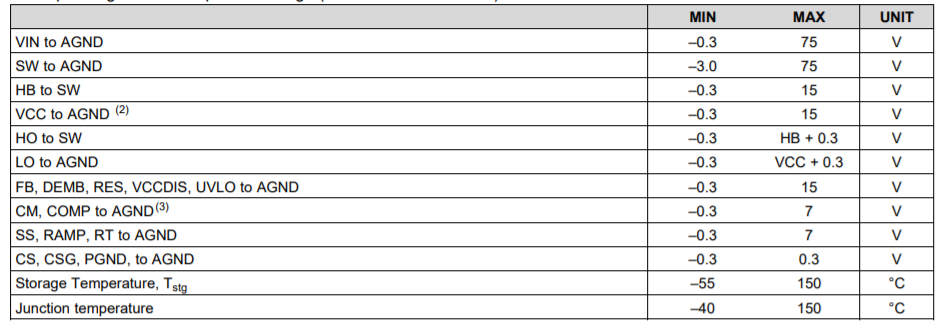 MIN MAX UNIT
VIN to AGND –0.3 75 V
SW to AGND –3.0 75 V
HB to SW –0.3 15 V
VCC to AGND (2) –0.3 15 V
HO to SW –0.3 HB + 0.3 V
LO to AGND –0.3 VCC + 0.3 V
FB, DEMB, RES, VCCDIS, UVLO to AGND –0.3 15 V
CM, COMP to AGND(3) –0.3 7 V
SS, RAMP, RT to AGND –0.3 7 V
CS, CSG, PGND, to AGND –0.3 0.3 V
Storage Temperature, Tstg –55 150 °C
Junction temperature –40 150 °C